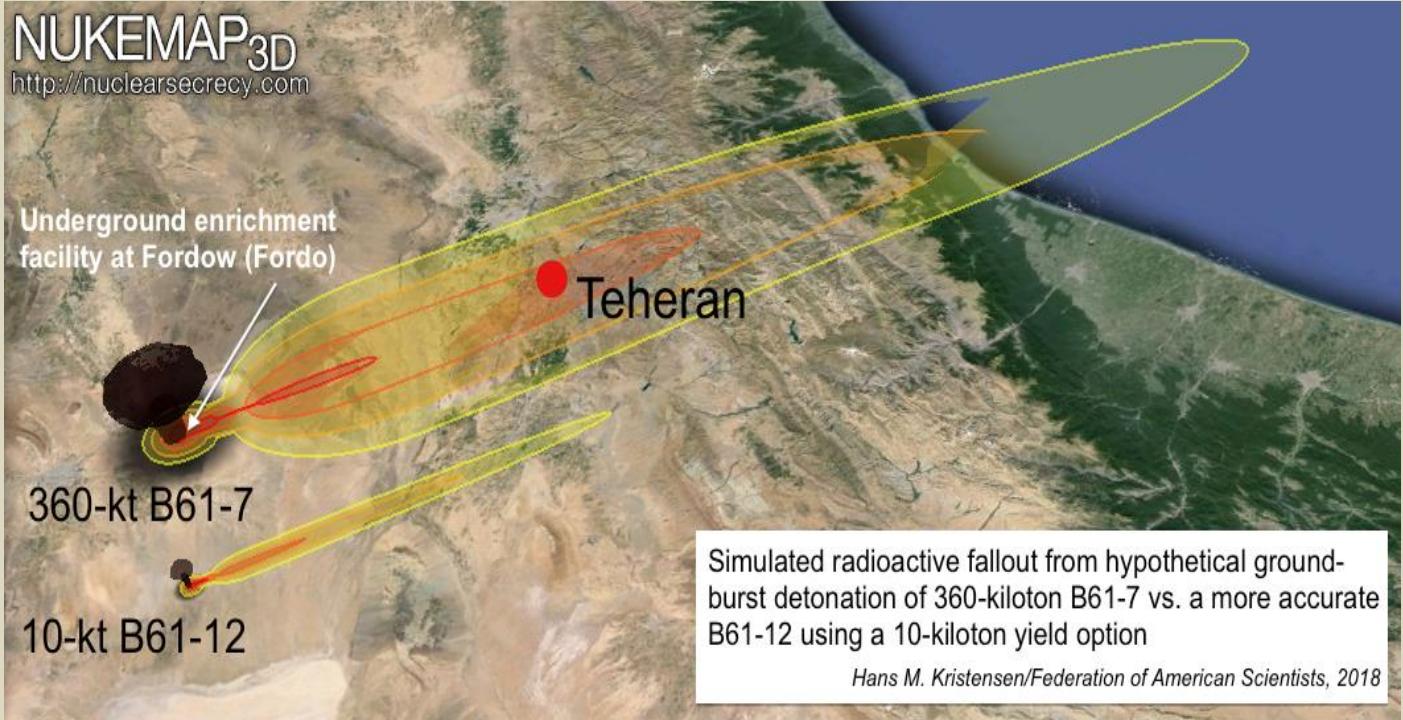 NUKEMAP3D
http://nuclearsecrecy.com
Underground enrichment
facility at Fordow (Fordo)
Teheran
360-kt B61-7
10-kt B61-12
Simulated radioactive fallout from hypothetical ground-
burst detonation of 360-kiloton B61-7 vs. a more accurate
B61-12 using a 10-kiloton yield option
Hans M. Kristensen/Federation of American Scientists, 2018